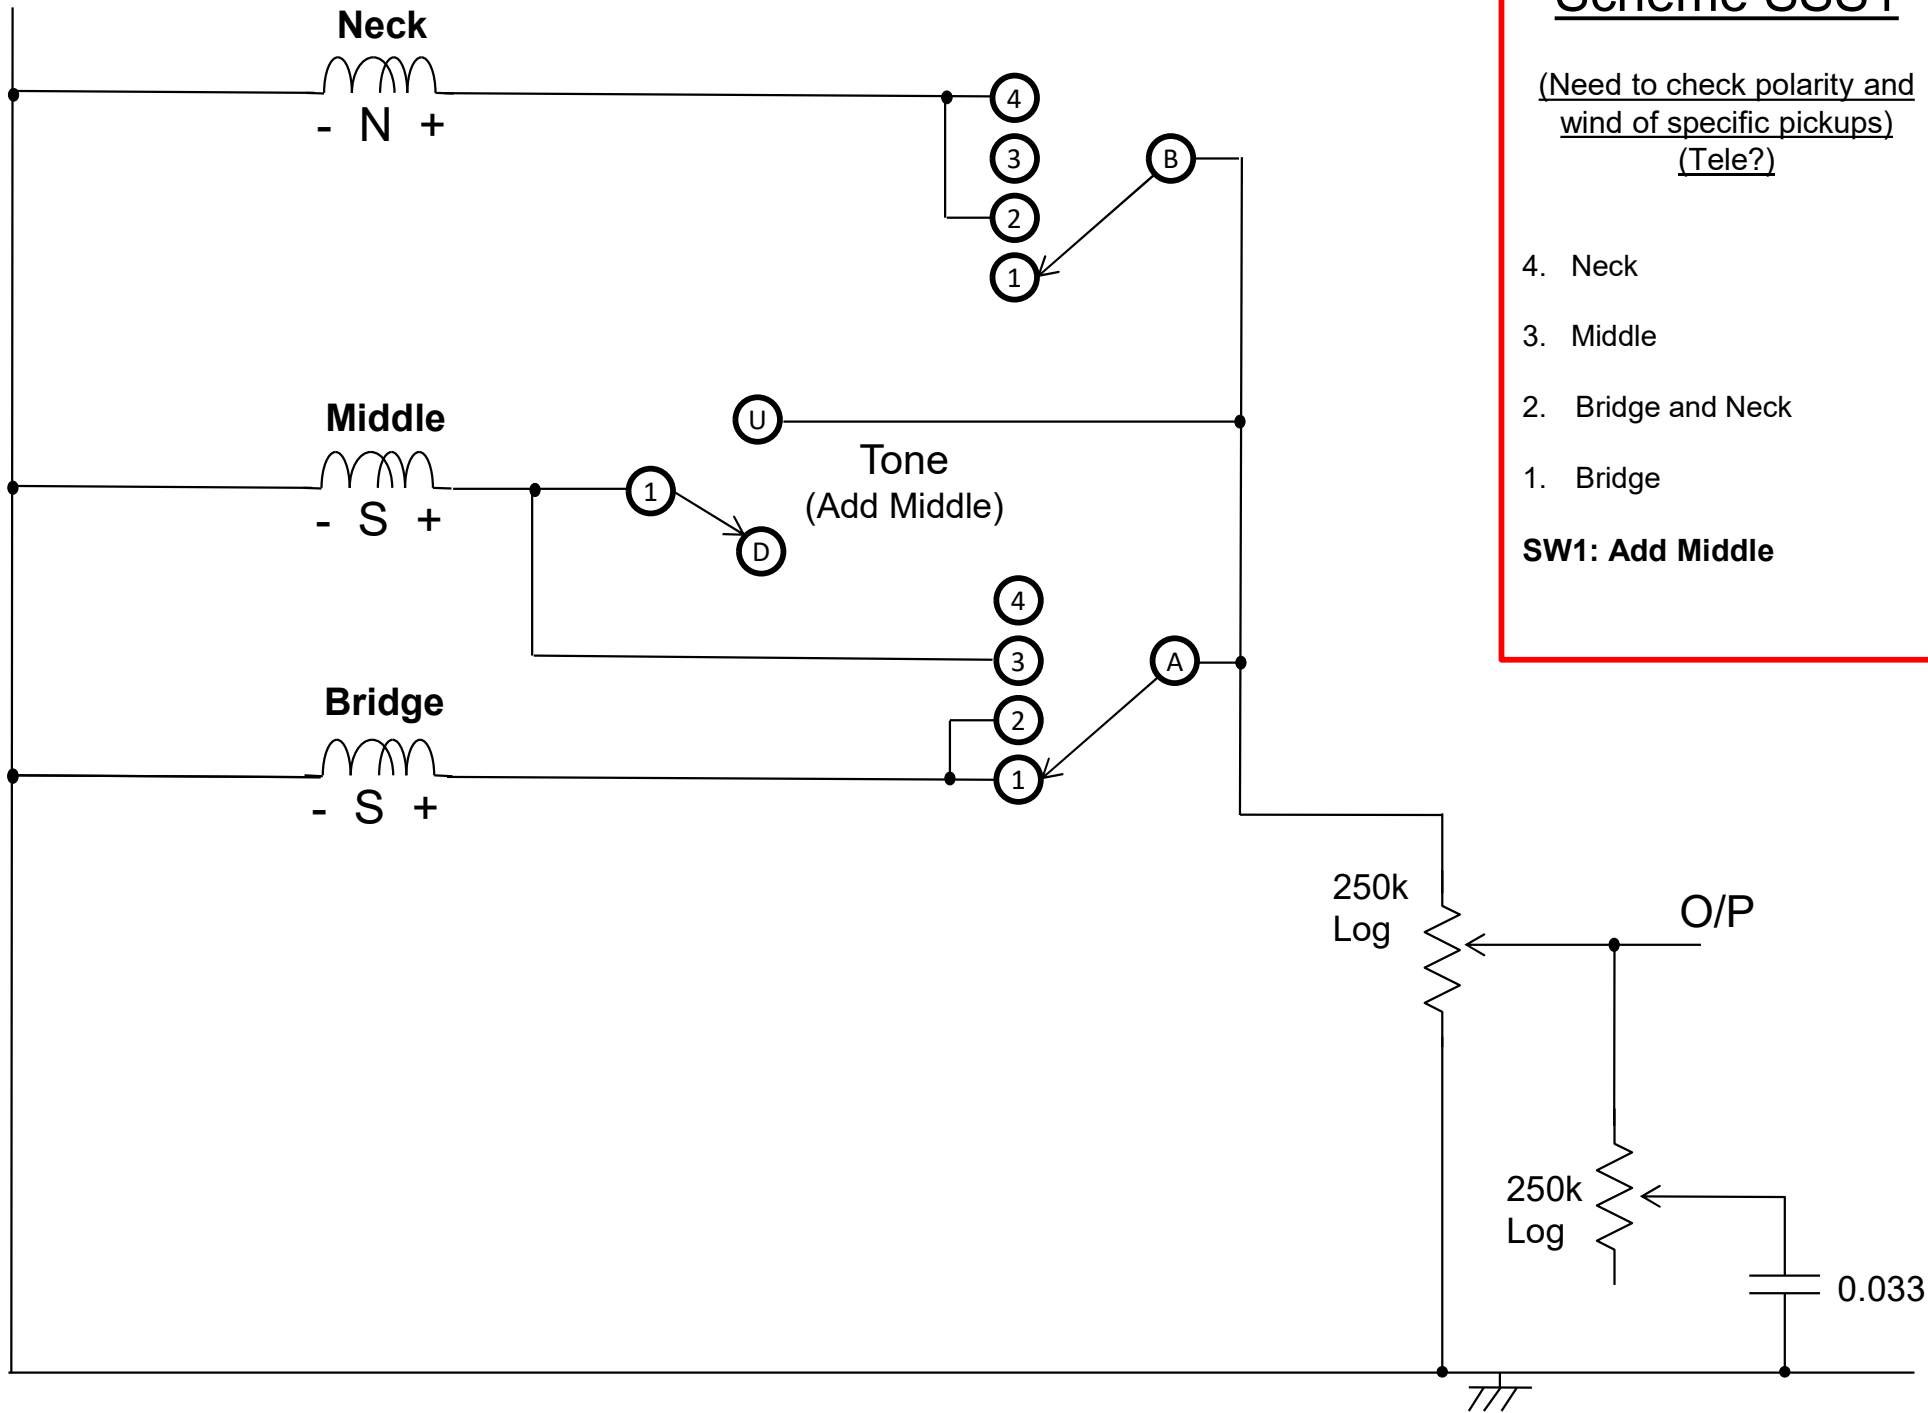 Scheme SSS1
(Need to check polarity and
wind of specific pickups)
(Tele?)
4. Neck
3. Middle
2. Bridge and Neck
1. Bridge
SW1: Add Middle
Neck
- N +
4
3
2
1
B
Middle
- S +
1
U
D
Tone
(Add Middle)
4
3
2
1
A
Bridge
- S +
250k
Log
O/P
250k
Log
0.033